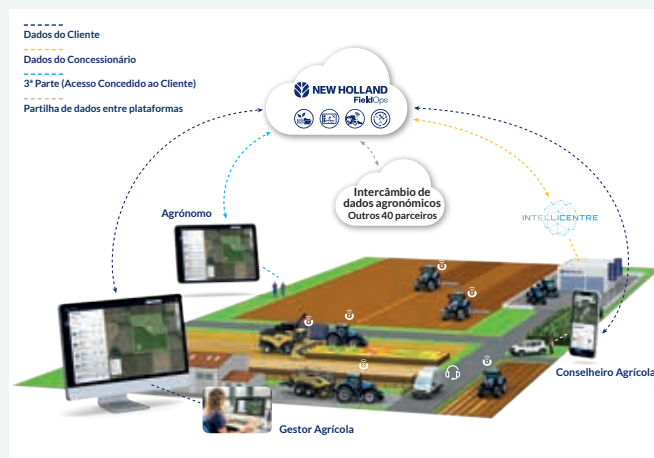 Dados do Cliente
Dados do Concessionário
3ª Parte (Acesso Concedido ao Cliente)
Partilha de dados entre plataformas
NEW HOLLAND
FieldOps
Intercâmbio de
dados agronómicos
Outros 40 parceiros
Agrónomo
INTELLICENTRE
Conselheiro Agrícola
Gestor Agrícola